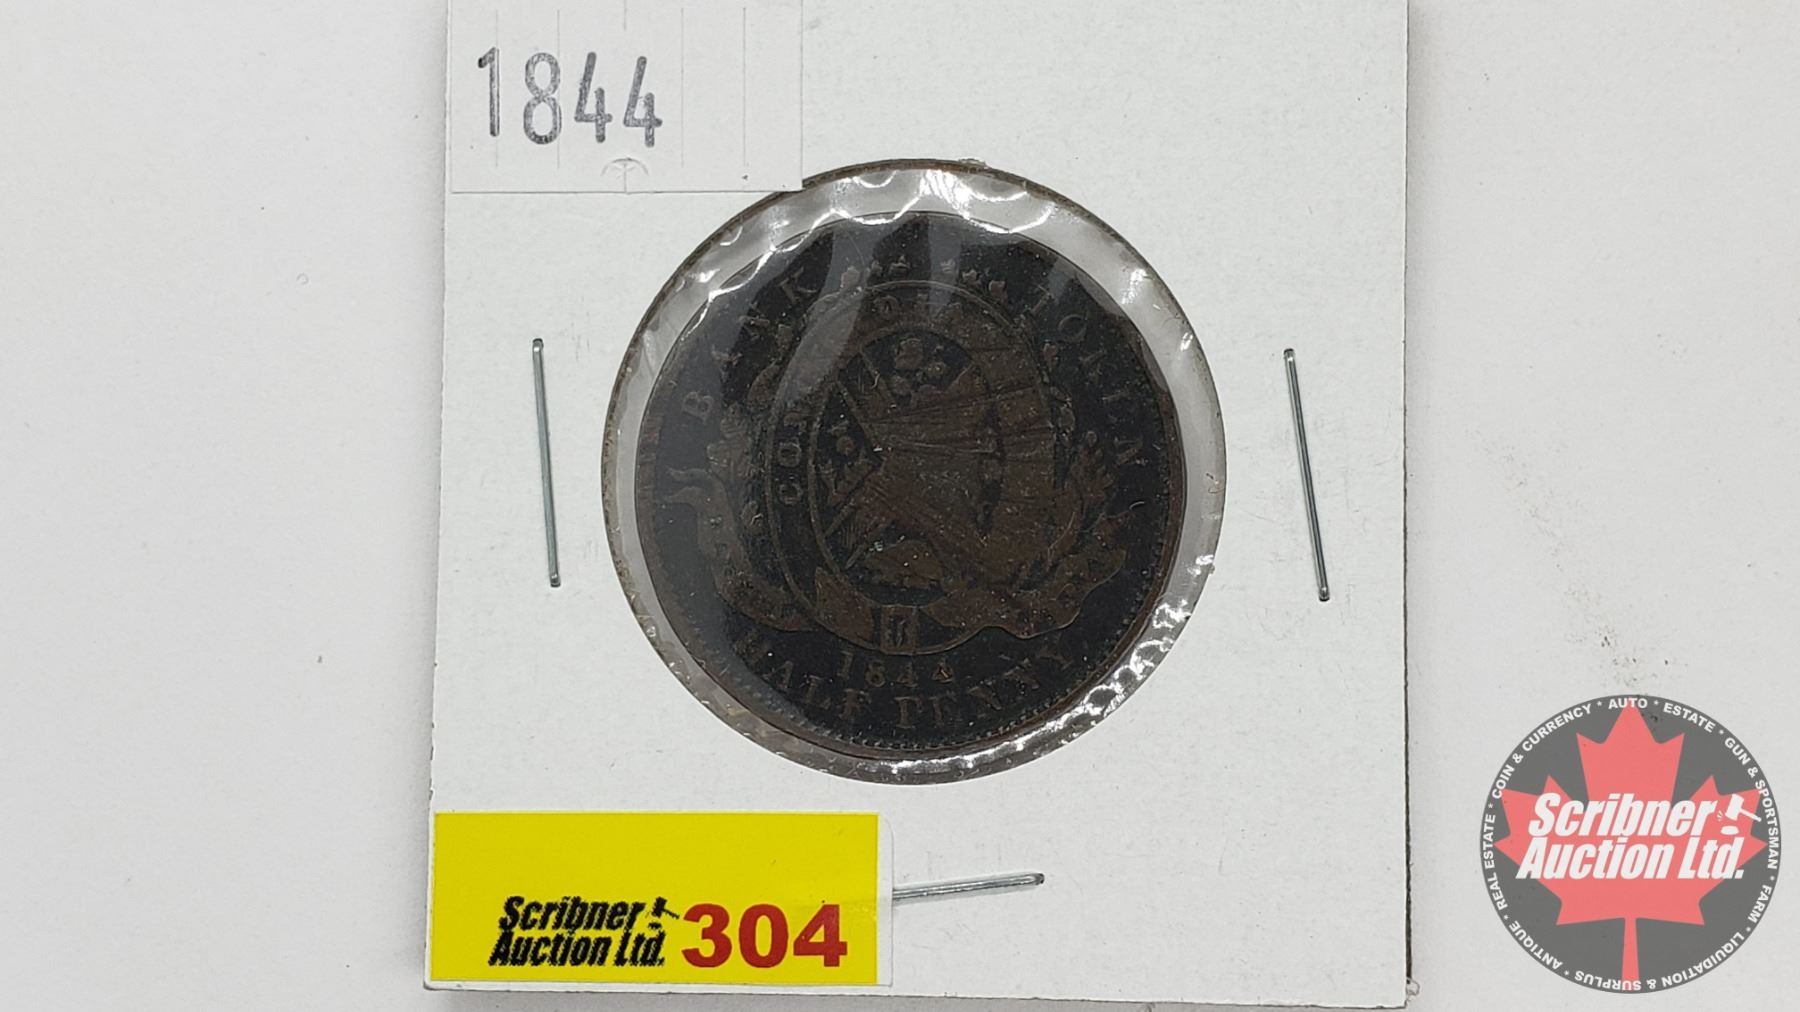 1844
BANK TOKEN
1844
HALF PENNY
Scribner
Auction Ltd.
304
Scribner
Auction Ltd.
REAL ESTATE * COIN & CURRENCY * AUTO * ESTATE * GUN & SPORTSMAN * FARM * LIQUIDATION & SURPLUS * ANTIQUE *